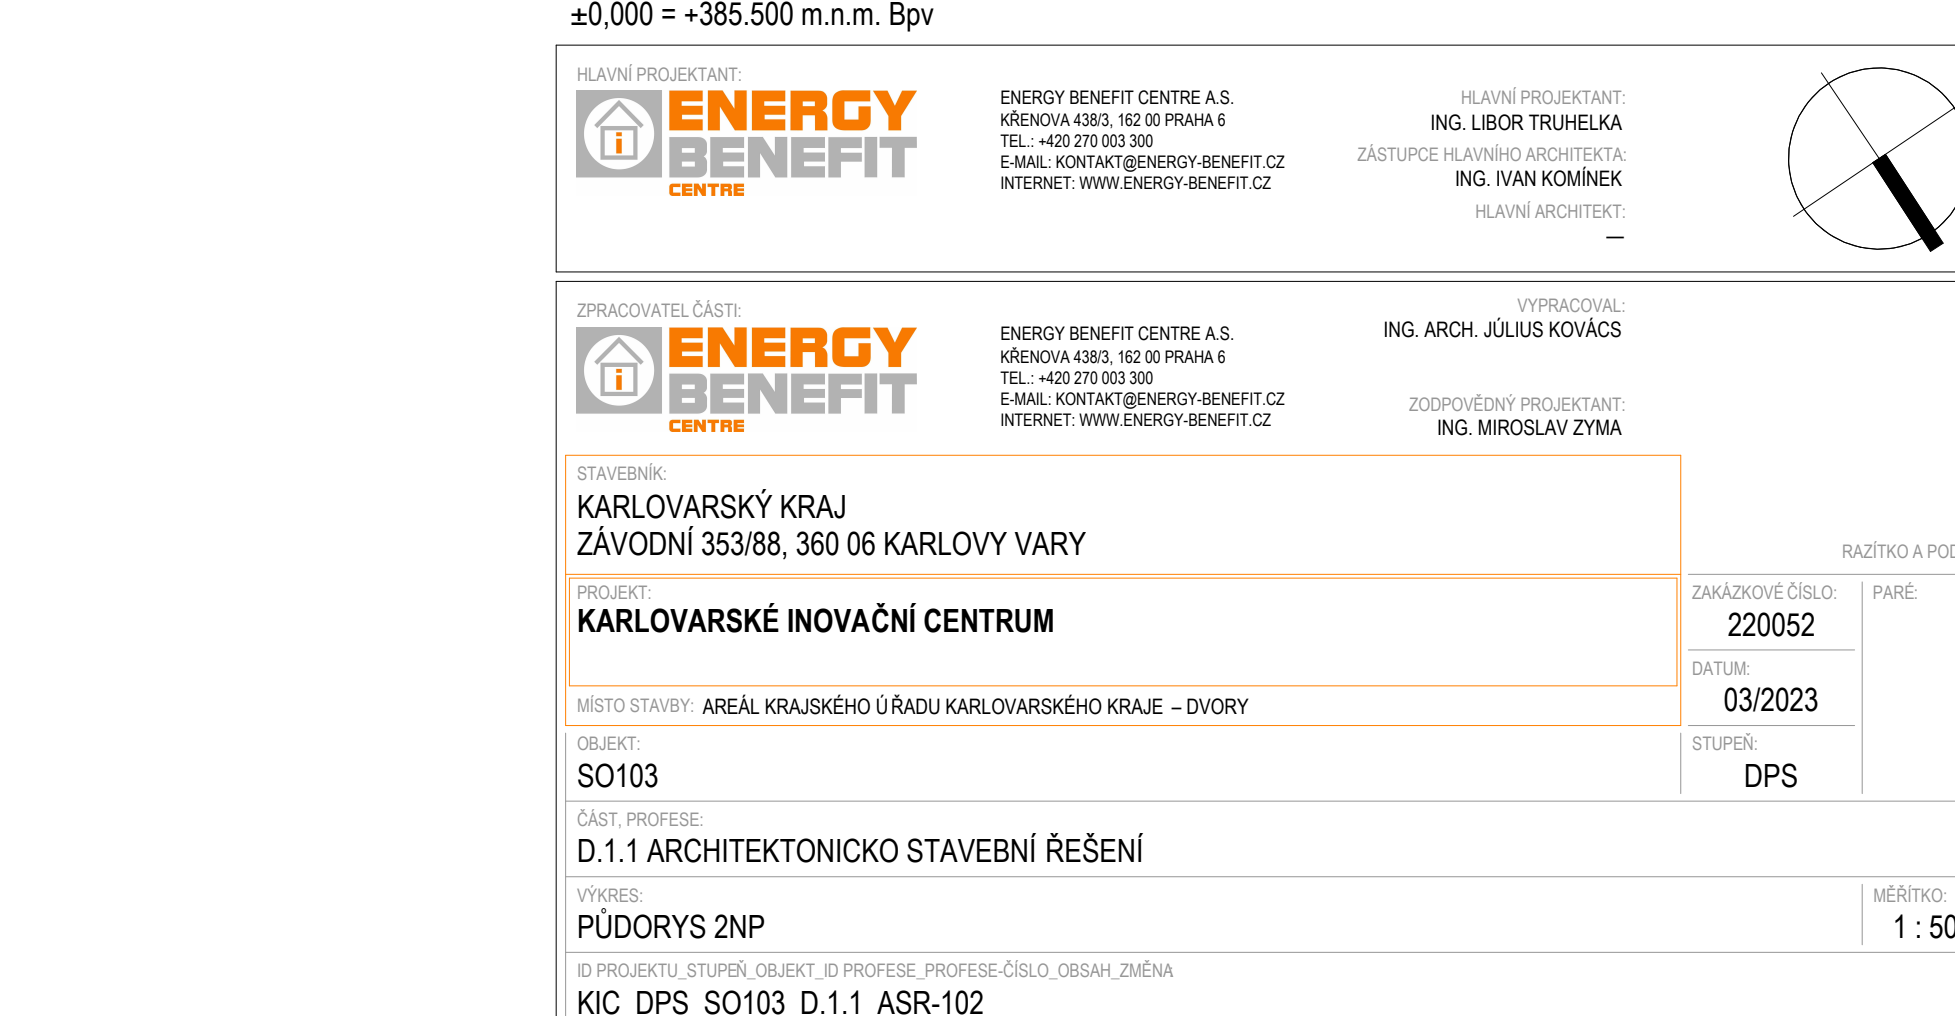 ±0,000 = +385.500 m.n.m. Bpv
HLAVNÍ PROJEKTANT:
ENERGY
BENEFIT
CENTRE
ENERGY BENEFIT CENTRE A.S.
KŘENOVA 438/3, 162 00 PRAHA 6
TEL.: +420 270 003 300
E-MAIL: KONTAKT@ENERGY-BENEFIT.CZ
INTERNET: WWW.ENERGY-BENEFIT.CZ
HLAVNÍ PROJEKTANT:
ING. LIBOR TRUHELKA
ZÁSTUPCE HLAVNÍHO ARCHITEKTA:
ING. IVAN KOMÍNEK
HLAVNÍ ARCHITEKT:
—
ZPRACOVATEL ČÁSTI:
ENERGY
BENEFIT
CENTRE
ENERGY BENEFIT CENTRE A.S.
KŘENOVA 438/3, 162 00 PRAHA 6
TEL.: +420 270 003 300
E-MAIL: KONTAKT@ENERGY-BENEFIT.CZ
INTERNET: WWW.ENERGY-BENEFIT.CZ
VYPRACOVAL:
ING. ARCH. JÚLIUS KOVÁCS
ZODPOVĚDNÝ PROJEKTANT:
ING. MIROSLAV ZYMA
STAVEBNÍK:
KARLOVARSKÝ KRAJ
ZÁVODNÍ 353/88, 360 06 KARLOVY VARY
RAZÍTKO A
PROJEKT:
KARLOVARSKÉ INOVAČNÍ CENTRUM
MÍSTO STAVBY: AREÁL KRAJSKÉHO ÚŘADU KARLOVARSKÉHO KRAJE – DVORY
ZAKÁZKOVÉ ČÍSLO:
220052
PARÉ:
DATUM:
03/2023
OBJEKT:
SO103
STUPEŇ:
DPS
ČÁST, PROFESE:
D.1.1 ARCHITEKTONICKO STAVEBNÍ ŘEŠENÍ
VÝKRES:
PŮDORYS 2NP
MĚŘÍTKO:
1 : 50
ID PROJEKTU_STUPEŇ_OBJEKT_ID PROFESE_PROFESE-ČÍSLO_OBSAH_ZMĚNA:
KIC_DPS_SO103_D.1.1_ASR-102